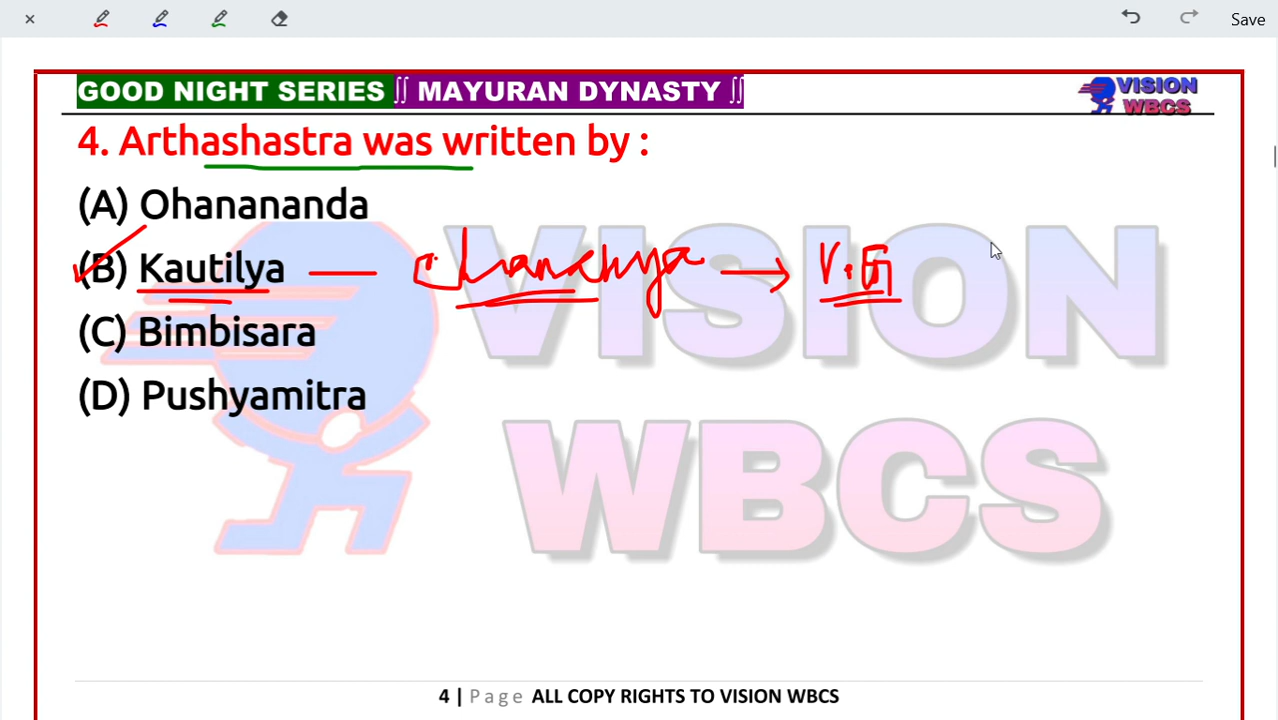 Save
GOOD NIGHT SERIES ∬ MAYURAN DYNASTY ∬
VISION
WBCS
4. Arthashastra was written by :
(A) Ohanananda
(B) Kautilya — Chanakya → V.G
(C) Bimbisara
(D) Pushyamitra
VISION
WBCS
4 | Page ALL COPY RIGHTS TO VISION WBCS